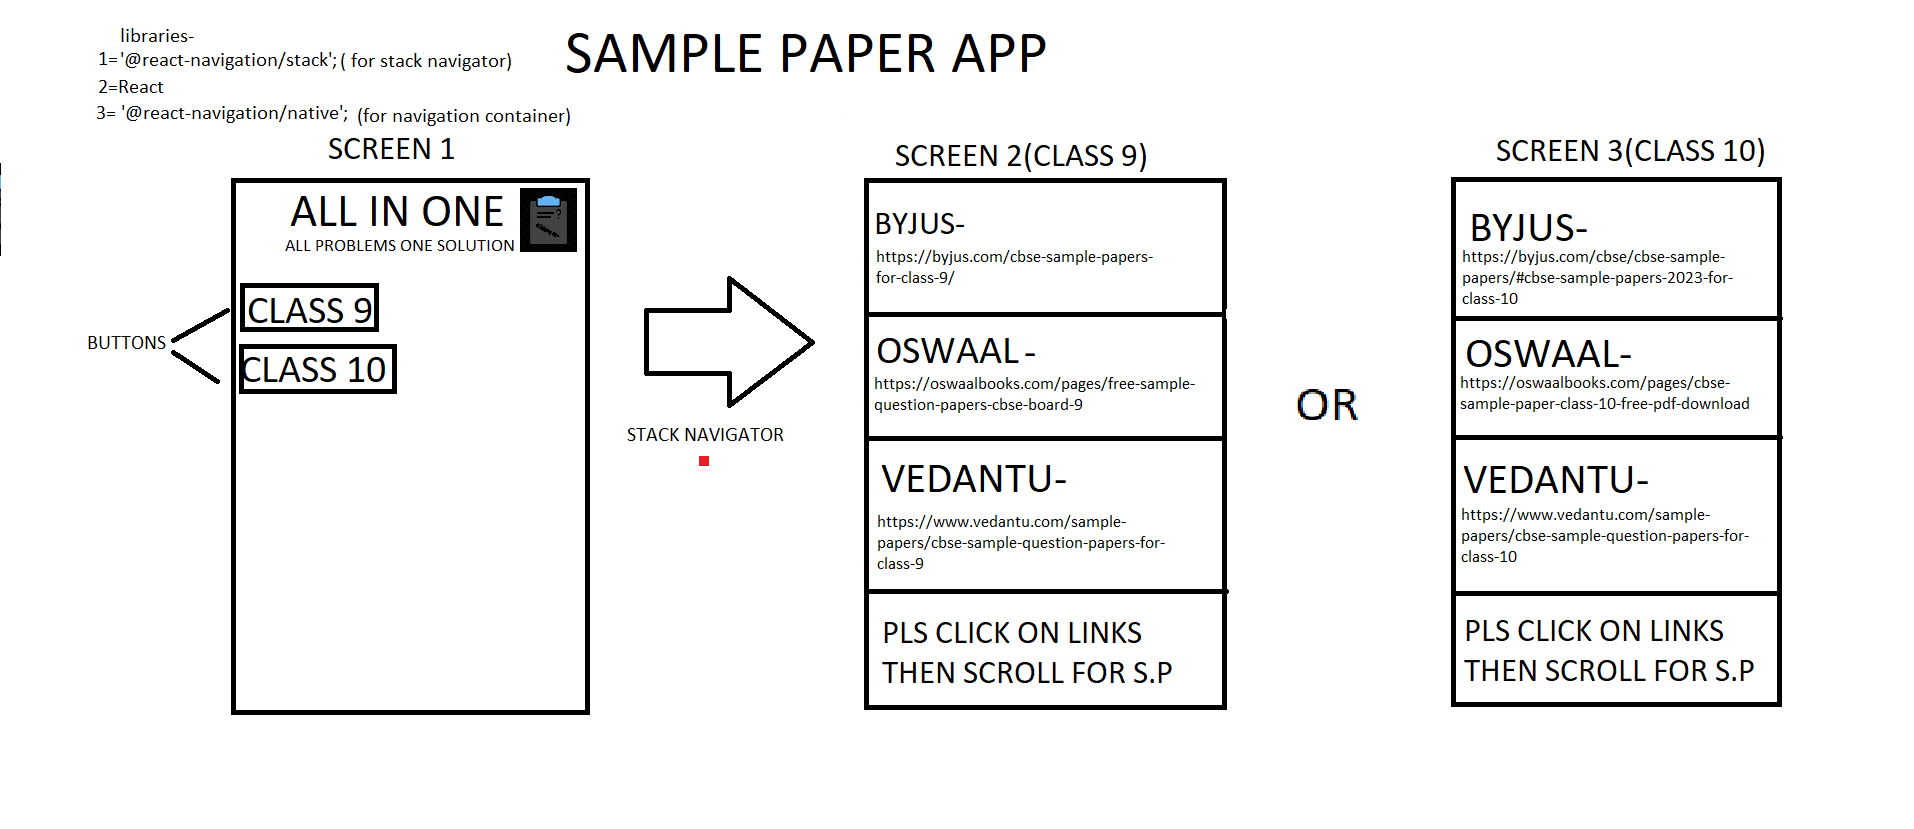 libraries-
1= '@react-navigation/stack'; ( for stack navigator)
2=React
3= '@react-navigation/native'; (for navigation container)
SAMPLE PAPER APP
SCREEN 1
ALL IN ONE
ALL PROBLEMS ONE SOLUTION
?
CLASS 9
CLASS 10
BUTTONS
STACK NAVIGATOR
SCREEN 2(CLASS 9)
BYJUS-
https://byjus.com/cbse-sample-papers-
for-class-9/
OSWAAL -
https://oswaalbooks.com/pages/free-sample-
question-papers-cbse-board-9
VEDANTU-
https://www.vedantu.com/sample-
papers/cbse-sample-question-papers-for-
class-9
PLS CLICK ON LINKS
THEN SCROLL FOR S.P
OR
SCREEN 3(CLASS 10)
BYJUS-
https://byjus.com/cbse/cbse-sample-
papers/#cbse-sample-papers-2023-for-
class-10
OSWAAL-
https://oswaalbooks.com/pages/cbse-
sample-paper-class-10-free-pdf-download
VEDANTU-
https://www.vedantu.com/sample-
papers/cbse-sample-question-papers-for-
class-10
PLS CLICK ON LINKS
THEN SCROLL FOR S.P